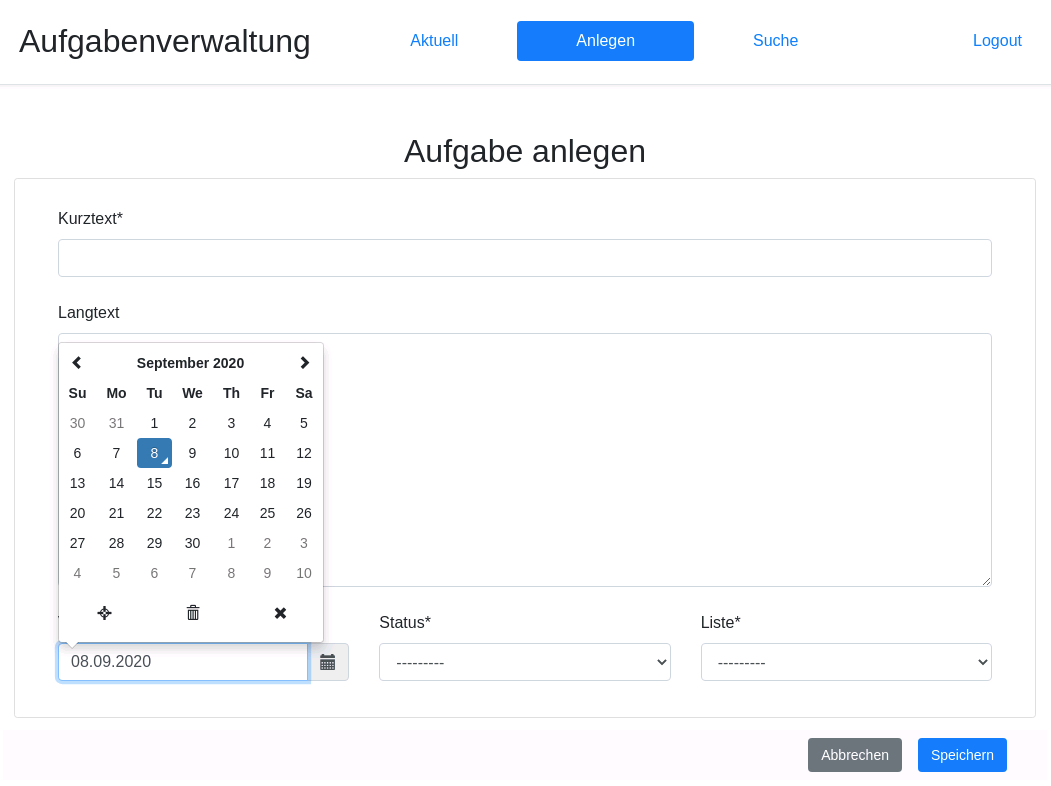 Aufgabenverwaltung Aktuell Anlegen Suche Logout
Aufgabe anlegen
Kurztext*
Langtext
September 2020
Su Mo Tu We Th Fr Sa
30 31 1 2 3 4 5
6 7 8 9 10 11 12
13 14 15 16 17 18 19
20 21 22 23 24 25 26
27 28 29 30 1 2 3
4 5 6 7 8 9 10
Status* Liste*
08.09.2020 --------- ---------
Abbrechen Speichern